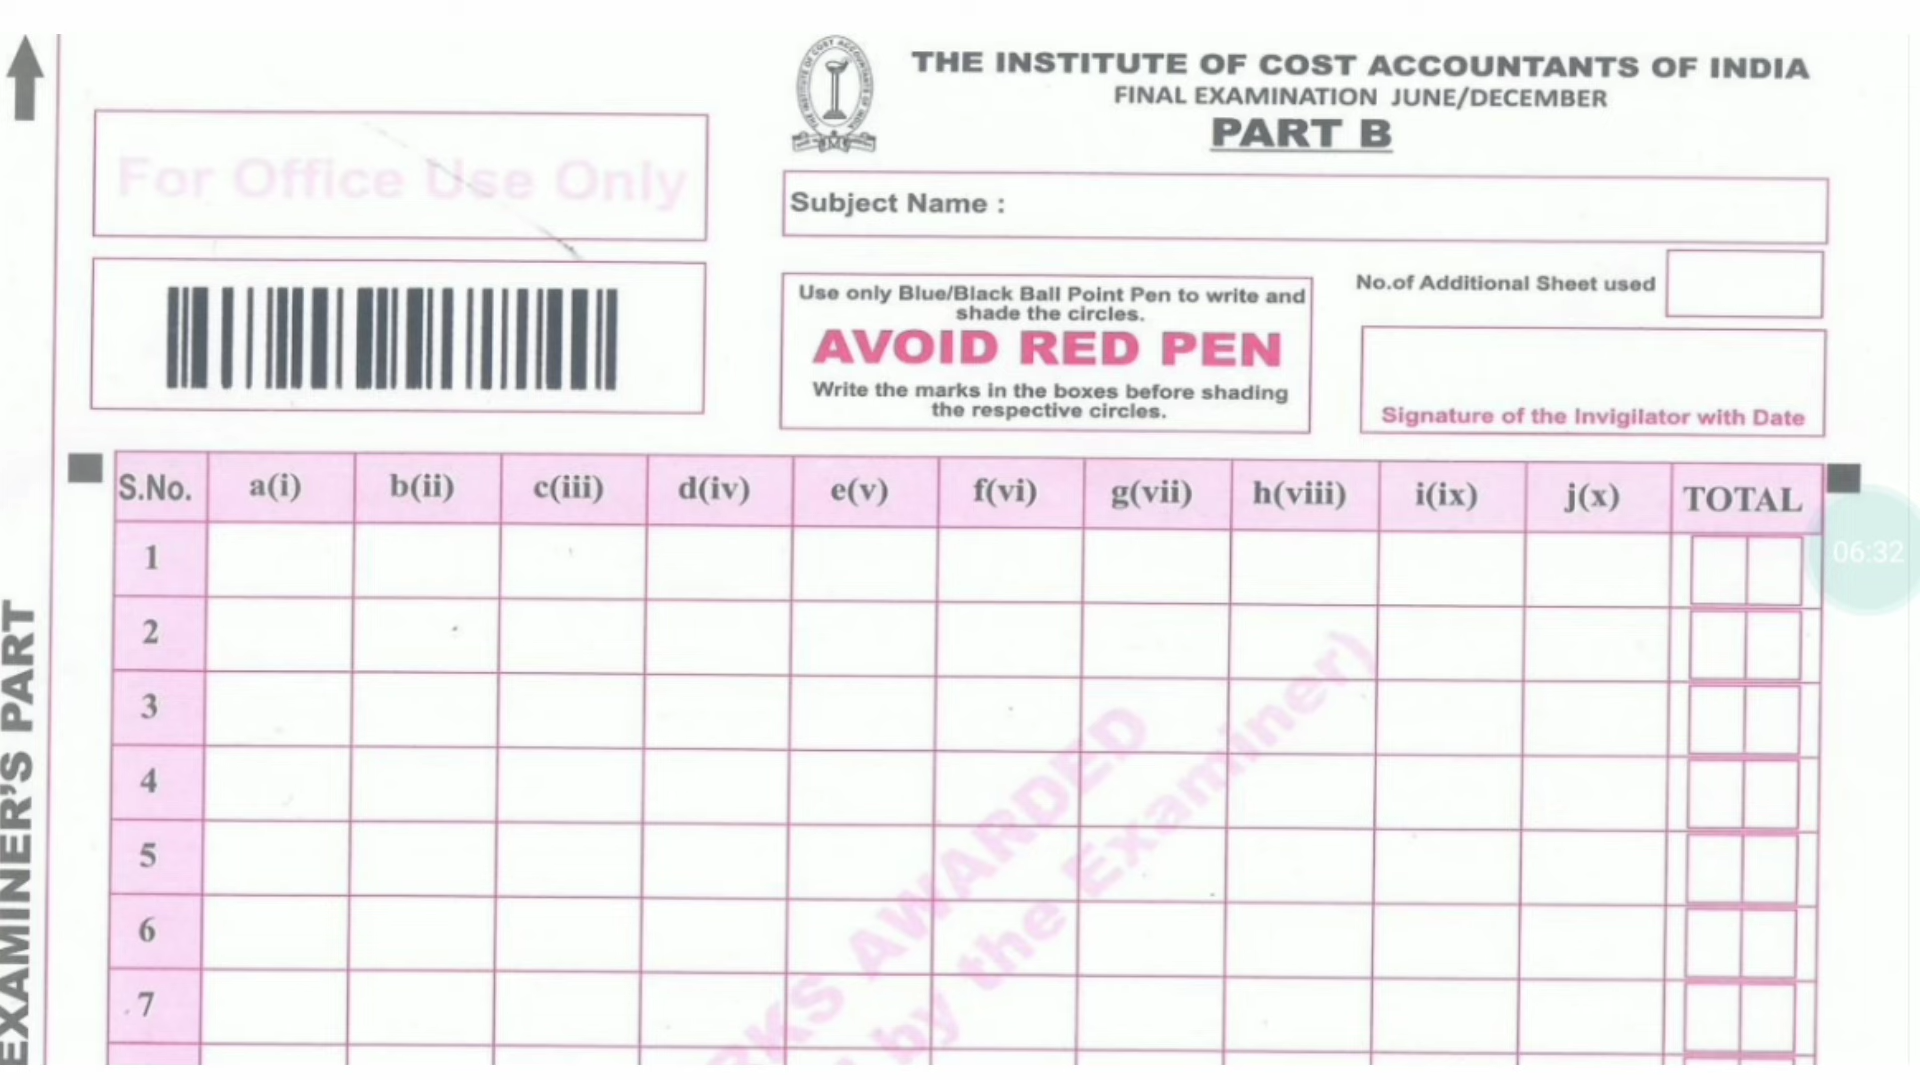 THE INSTITUTE OF COST ACCOUNTANTS OF INDIA
FINAL EXAMINATION JUNE/DECEMBER
PART B
For Office Use Only
Subject Name :
No.of Additional Sheet used
Use only Blue/Black Ball Point Pen to write and
shade the circles.
AVOID RED PEN
Write the marks in the boxes before shading
the respective circles.
Signature of the Invigilator with Date
S.No. a(i) b(ii) c(iii) d(iv) e(v) f(vi) g(vii) h(viii) i(ix) j(x) TOTAL
1
06:32
2
3
4
5
6
7
AWARDED
by the Examiner)
EXAMINER'S PART